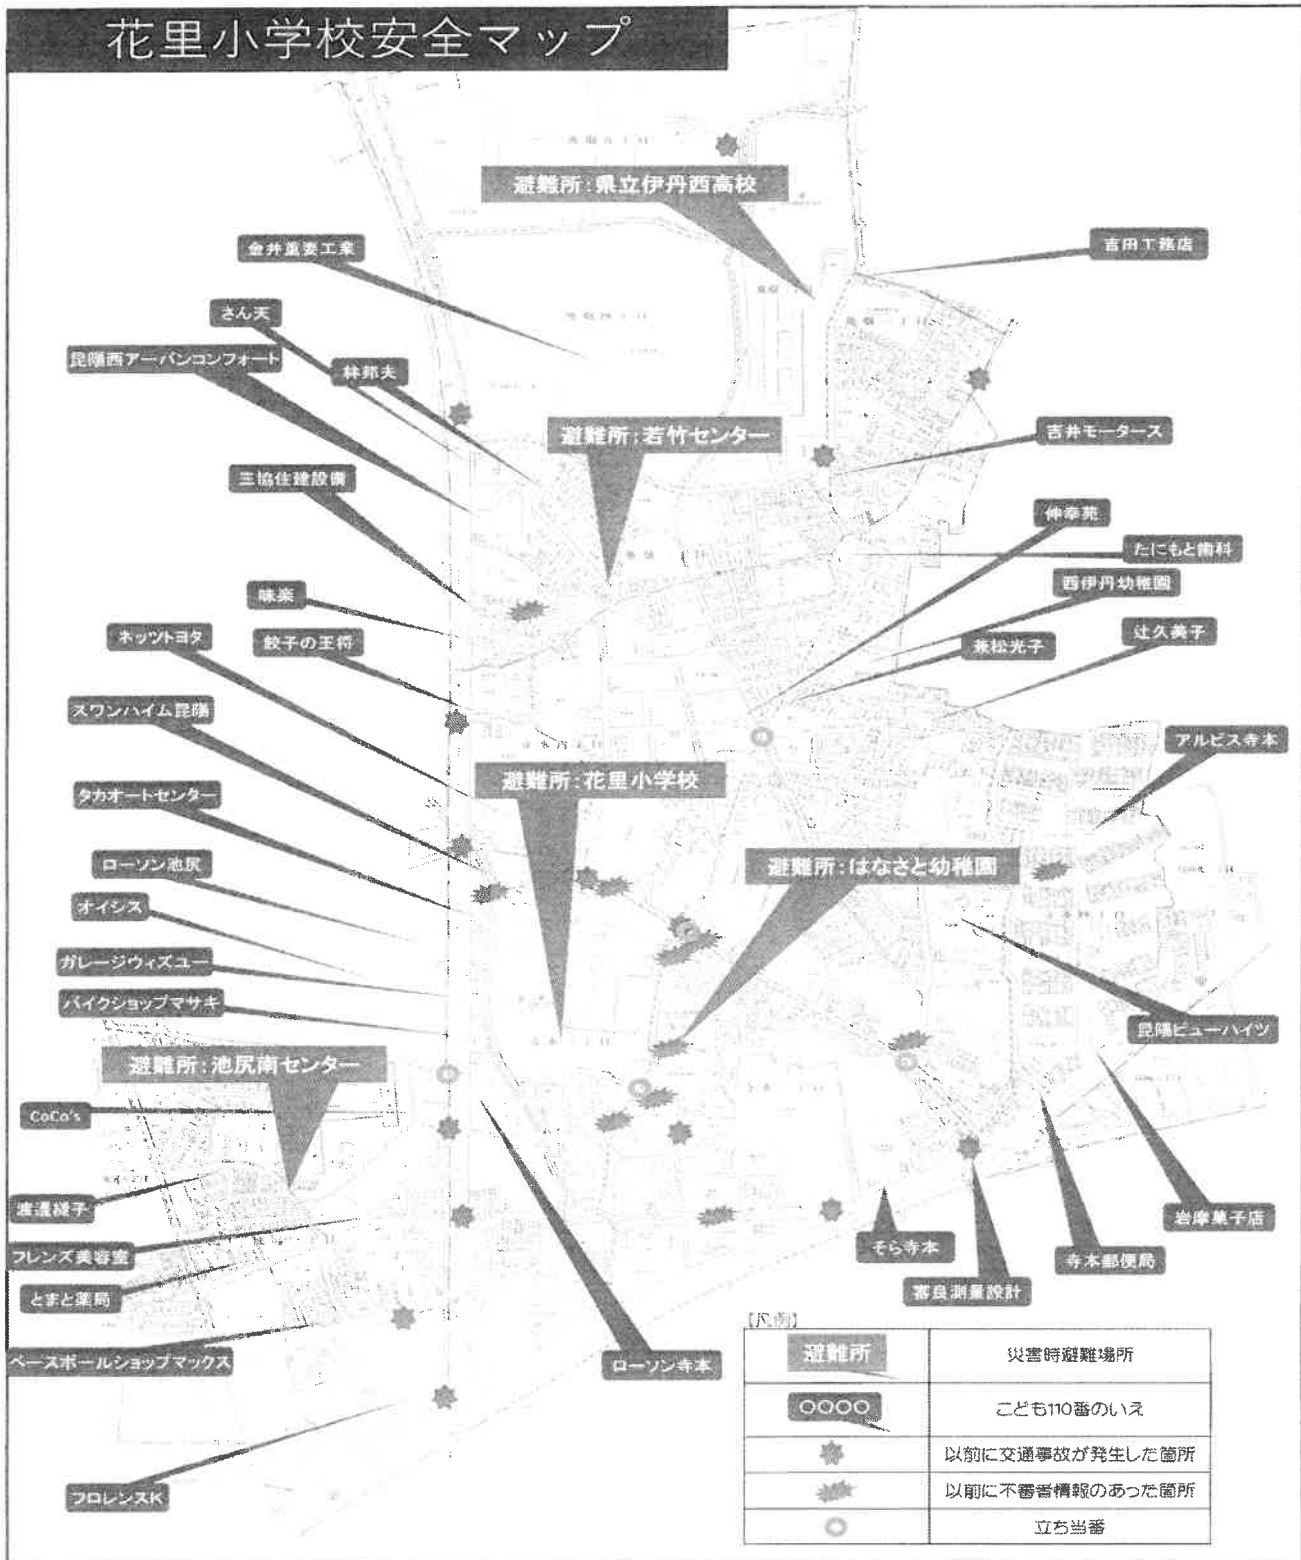 花里小学校安全マップ
避難所:県立伊丹西高校
金井重要工業
吉田工務店
さん天
昆陽西アーバンコンフォート
林邦夫
避難所:若竹センター
吉井モータース
三協住建設備
伸幸苑
たにもと歯科
西伊丹幼稚園
味楽
ネッツトヨタ
餃子の王将
辻久美子
兼松光子
スワンハイム昆陽
アルビス寺本
避難所:花里小学校
タカオートセンター
ローソン池尻
避難所:はなさと幼稚園
オイシス
ガレージウィズユー
バイクショップマサキ
昆陽ビューハイツ
避難所:池尻南センター
CoCo's
渡邊綾子
岩摩菓子店
フレンズ美容室
そら寺本
寺本郵便局
とまと薬局
審良測量設計
ベースボールショップマックス
ローソン寺本
フロレンスK
【凡例】
避難所
災害時避難場所
〇〇〇〇
こども110番のいえ
以前に交通事故が発生した箇所
以前に不審者情報のあった箇所
立ち当番